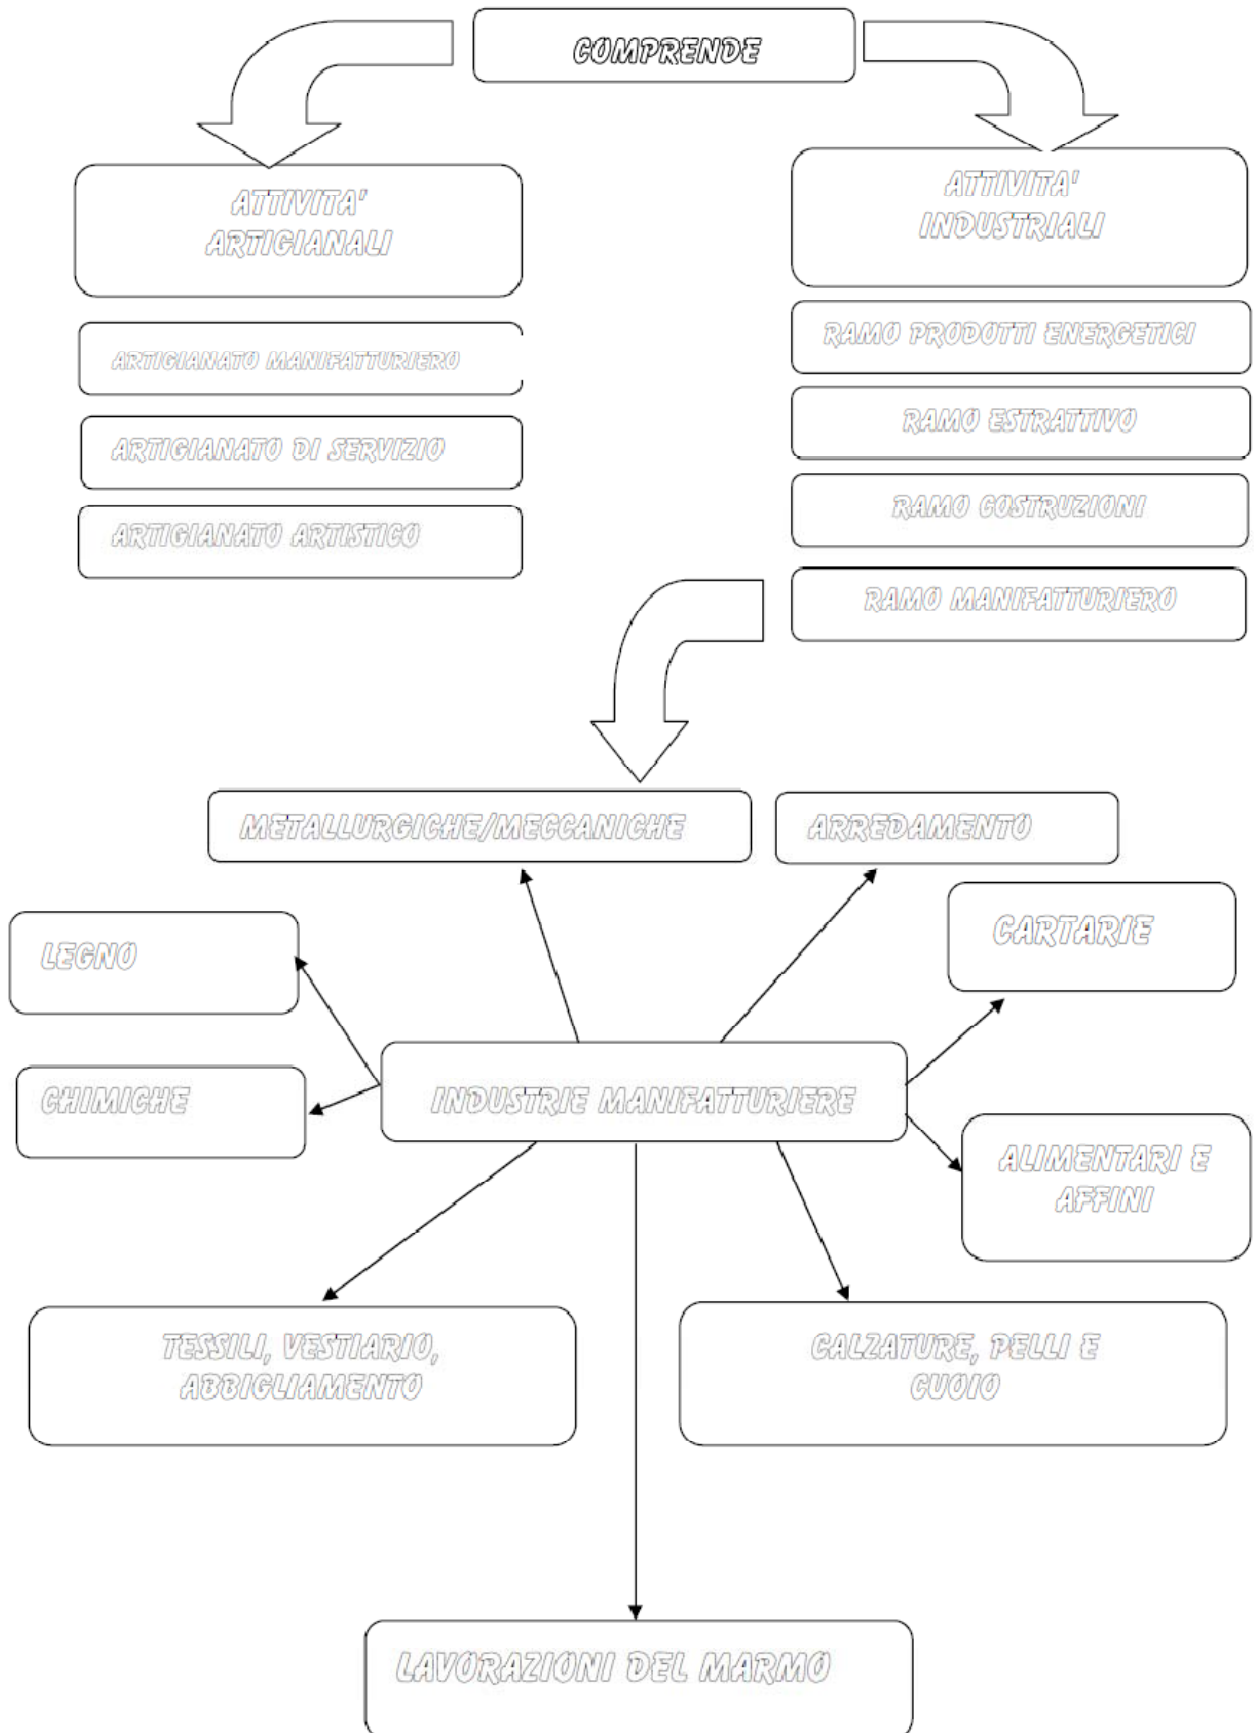 COMPRENDE
ATTIVITA'
ARTIGIANALI
ARTIGIANATO MANIFATTURIERO
ARTIGIANATO DI SERVIZIO
ARTIGIANATO ARTISTICO
ATTIVITA'
INDUSTRIALI
RAMO PRODOTTI ENERGETICI
RAMO ESTRATTIVO
RAMO COSTRUZIONI
RAMO MANIFATTURIERO
METALLURGICHE/MECCANICHE
ARREDAMENTO
LEGNO
CARTARIE
CHIMICHE
INDUSTRIE MANIFATTURIERE
ALIMENTARI E
AFFINI
TESSILI, VESTIARIO,
ABBIGLIAMENTO
CALZATURE, PELLI E
CUOIO
LAVORAZIONI DEL MARMO